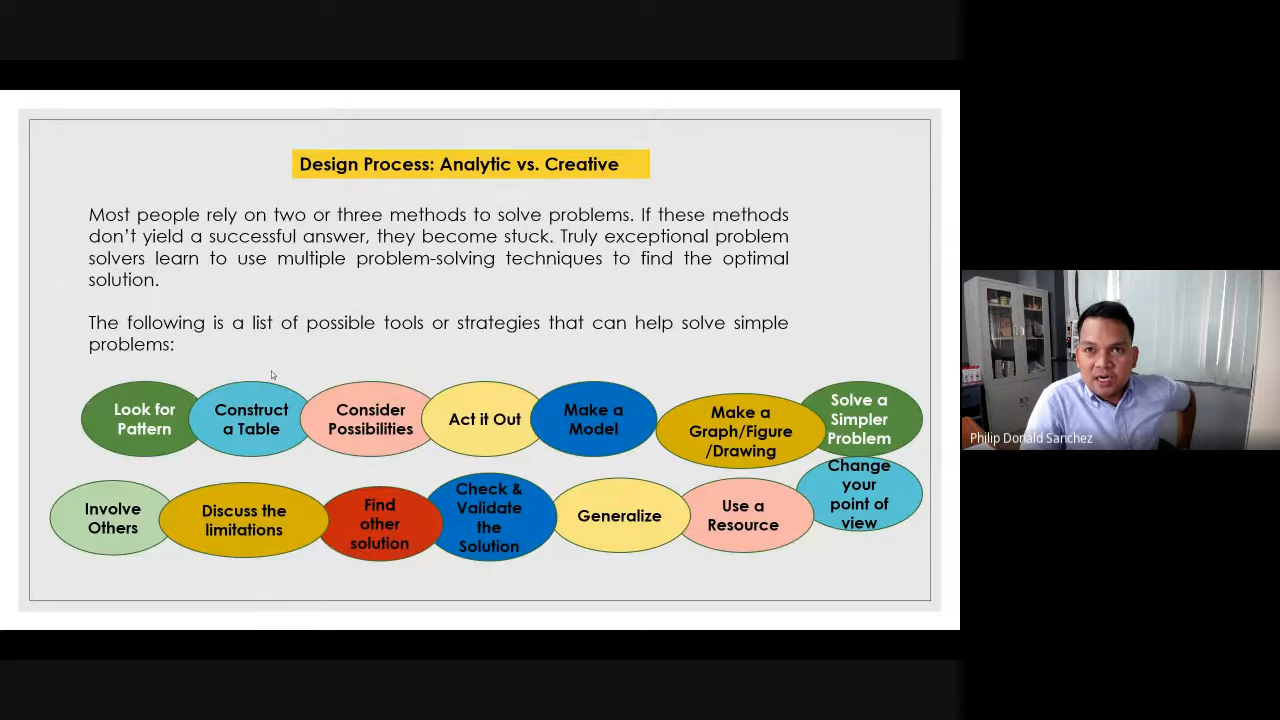 Design Process: Analytic vs. Creative
Most people rely on two or three methods to solve problems. If these methods
don’t yield a successful answer, they become stuck. Truly exceptional problem
solvers learn to use multiple problem-solving techniques to find the optimal
solution.
The following is a list of possible tools or strategies that can help solve simple
problems:
Look for
Pattern
Construct
a Table
Consider
Possibilities
Act it Out
Make a
Model
Make a
Graph/Figure
/Drawing
Solve a
Simpler
Problem
Involve
Others
Discuss the
limitations
Find
other
solution
Check &
Validate
the
Solution
Generalize
Use a
Resource
Change
your
point of
view
Philip Donald Sanchez